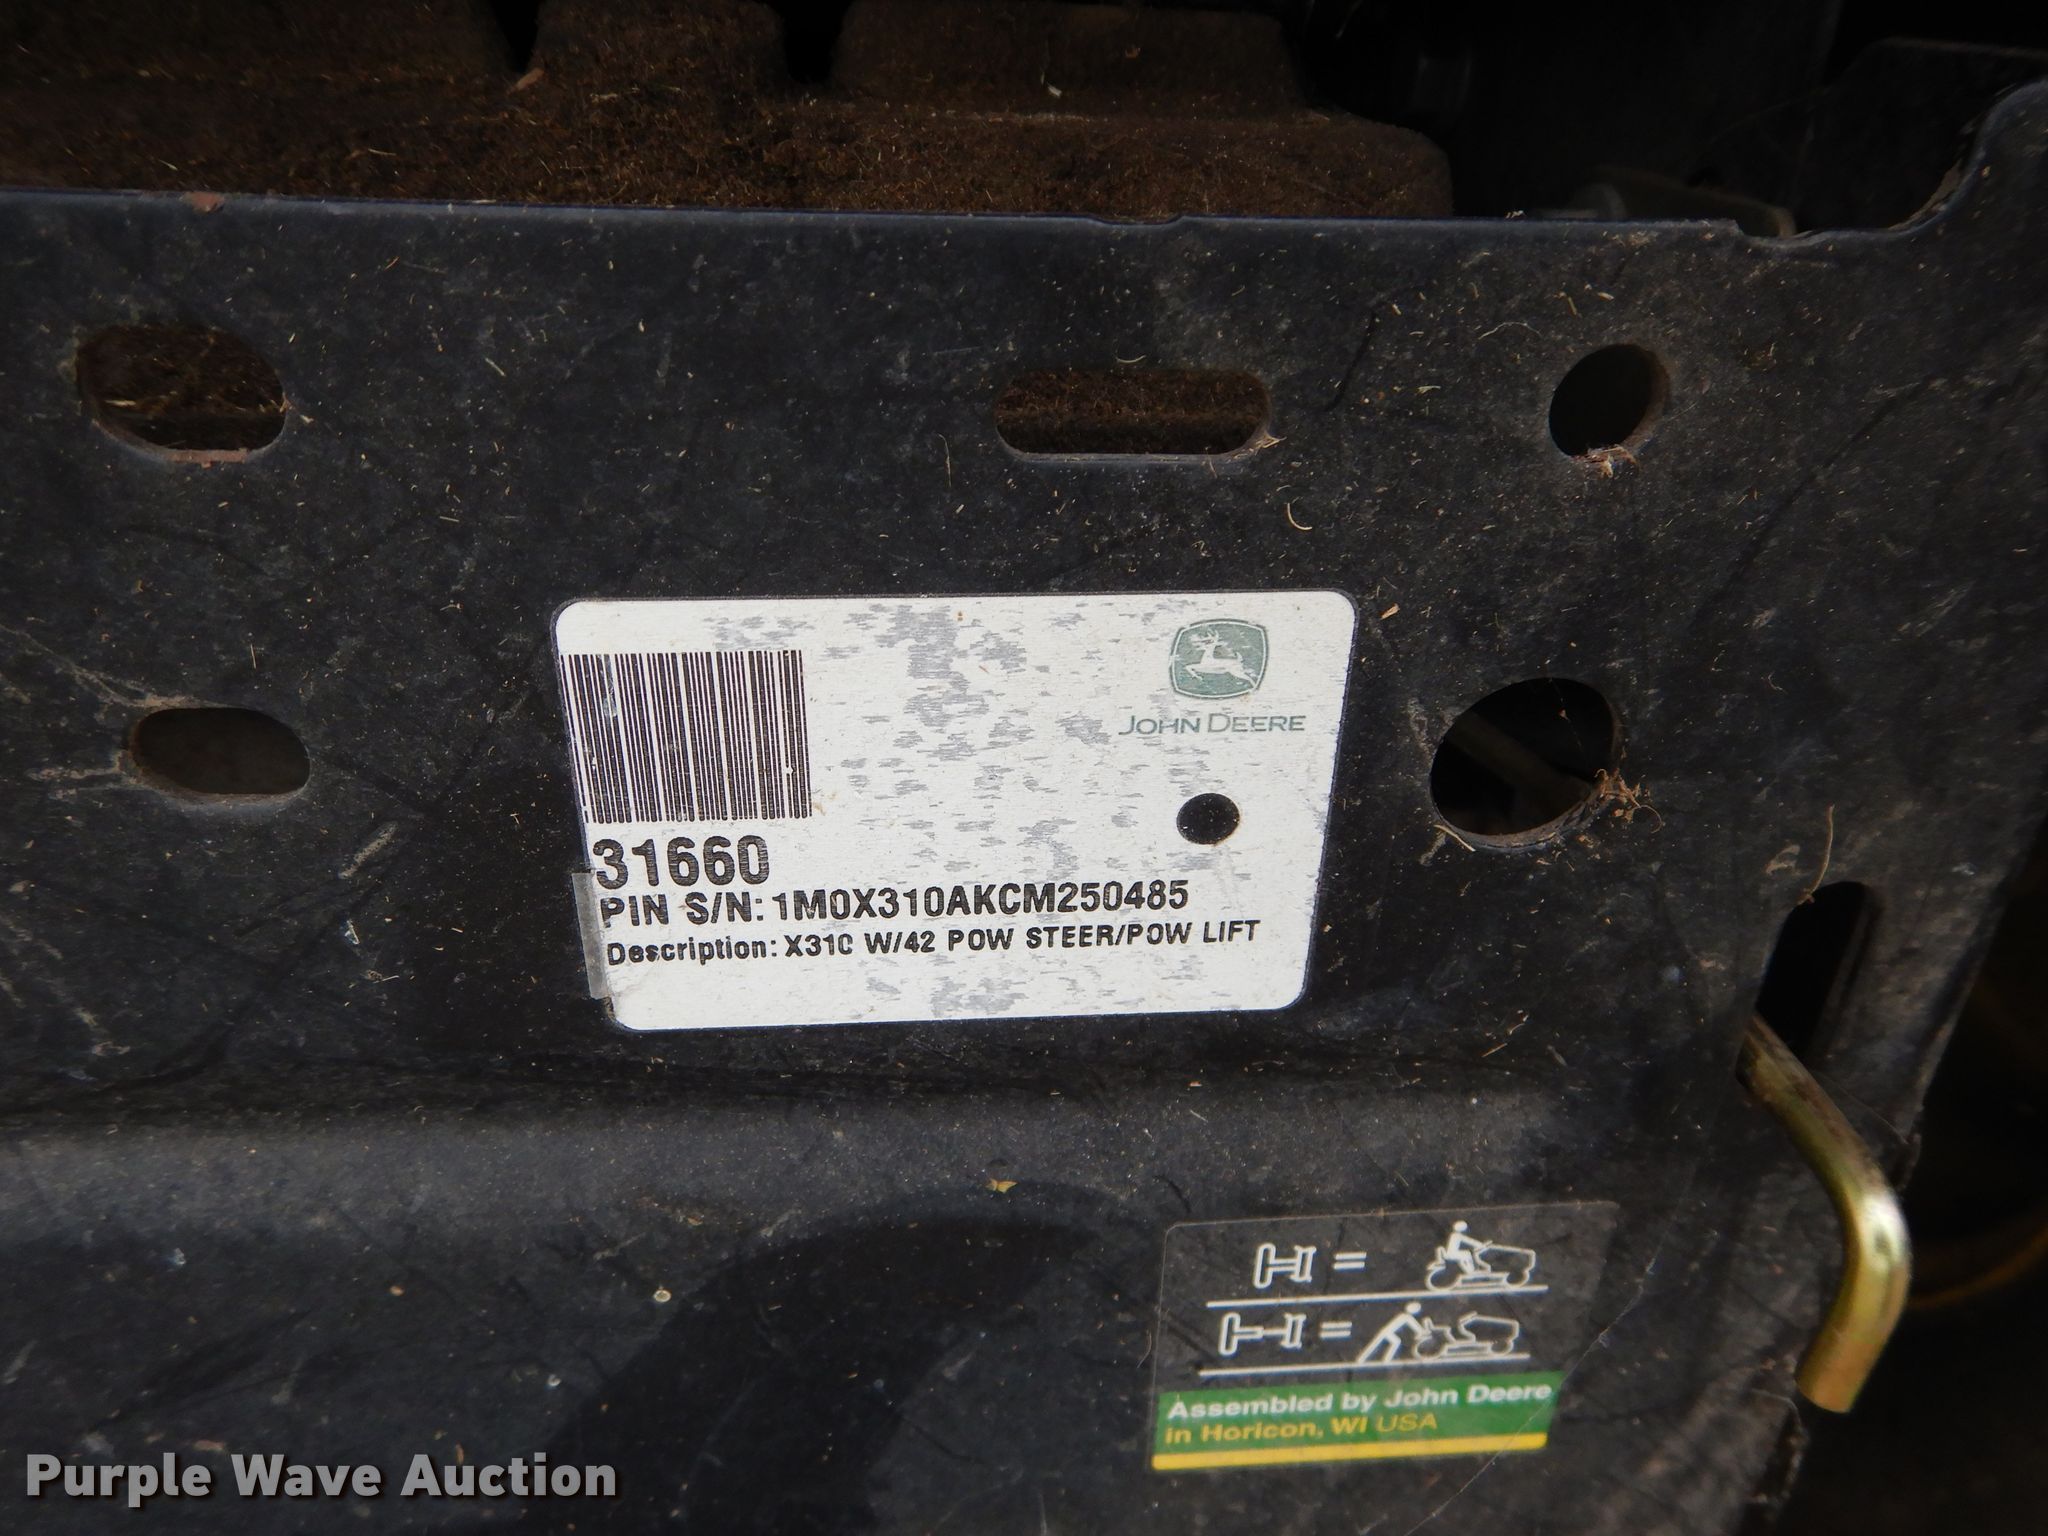 JOHN DEERE
31660
PIN S/N: 1M0X310AKCM250485
Description: X310 W/42 POW STEER/POW LIFT
Assembled by John Deere
in Horicon, WI USA
Purple Wave Auction